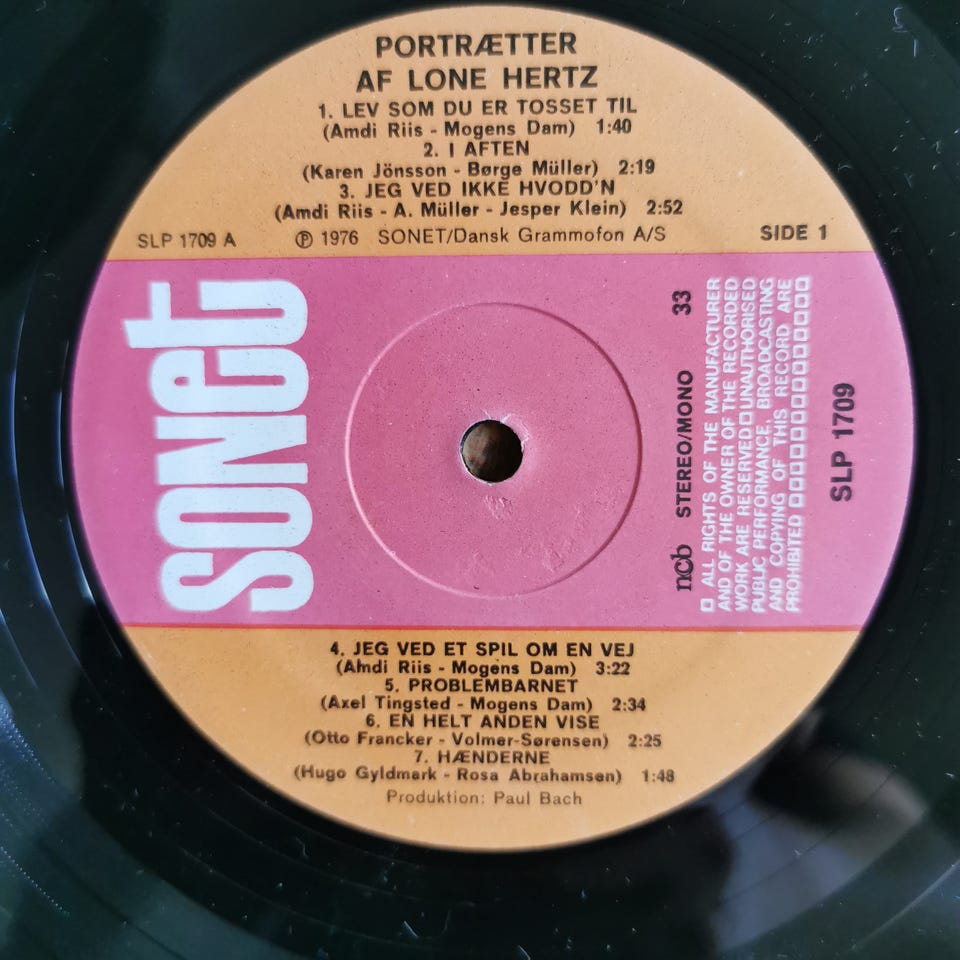 PORTRÆTTER
AF LONE HERTZ
1. LEV SOM DU ER TOSSET TIL
(Amdi Riis - Mogens Dam) 1:40
2. I AFTEN
(Karen Jönsson - Børge Müller) 2:19
3. JEG VED IKKE HVODD'N
(Amdi Riis - A. Müller - Jesper Klein) 2:52
SLP 1709 A ℗ 1976 SONET/Dansk Grammofon A/S SIDE 1
sonet
ncb STEREO/MONO 33
ALL RIGHTS OF THE MANUFACTURER
AND OF THE OWNER OF THE RECORDED
WORK ARE RESERVED UNAUTHORISED
PUBLIC PERFORMANCE, BROADCASTING
AND COPYING OF THIS RECORD ARE
PROHIBITED
SLP 1709
4. JEG VED ET SPIL OM EN VEJ
(Amdi Riis - Mogens Dam) 3:22
5. PROBLEMBARNET
(Axel Tingsted - Mogens Dam) 2:34
6. EN HELT ANDEN VISE
(Otto Francker - Volmer-Sørensen) 2:25
7. HÆNDERNE
(Hugo Gyldmark - Rosa Abrahamsen) 1:48
Produktion: Paul Bach